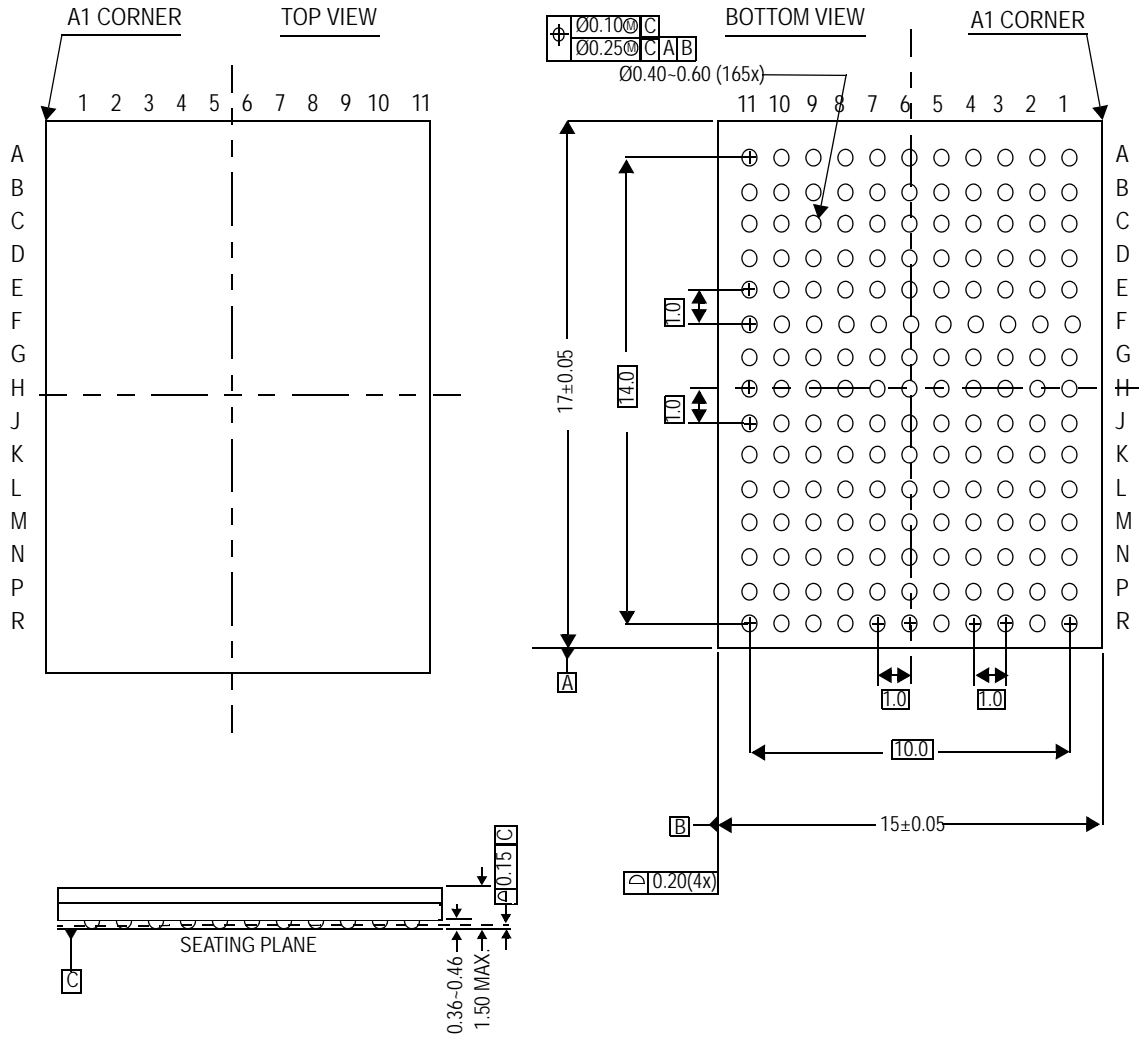 A1 CORNER
TOP VIEW
1 2 3 4 5 6 7 8 9 10 11
A
B
C
D
E
F
G
H
J
K
L
M
N
P
R
Ø0.10Ⓜ C
Ø0.25Ⓜ C A B
Ø0.40~0.60 (165x)
BOTTOM VIEW
A1 CORNER
11 10 9 8 7 6 5 4 3 2 1
A
B
C
D
E
F
G
H
J
K
L
M
N
P
R
17±0.05
14.0
1.0
1.0
A
1.0
1.0
10.0
B
15±0.05
0.20(4x)
0.15 C
SEATING PLANE
C
0.36~0.46
1.50 MAX.